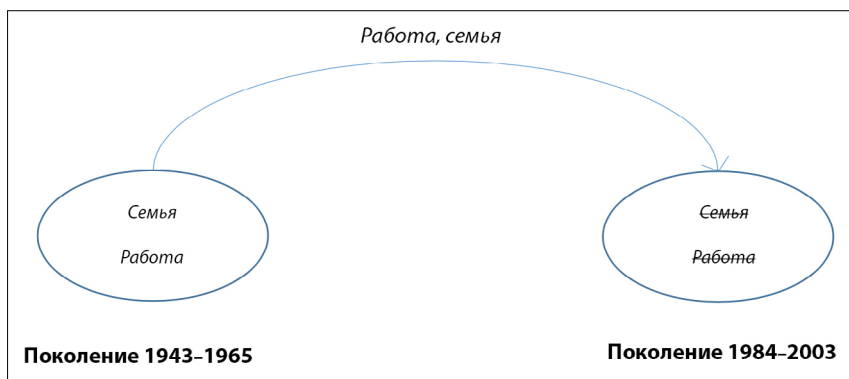 Работа, семья
Семья
Работа
Семья
Работа
Поколение 1943–1965
Поколение 1984–2003